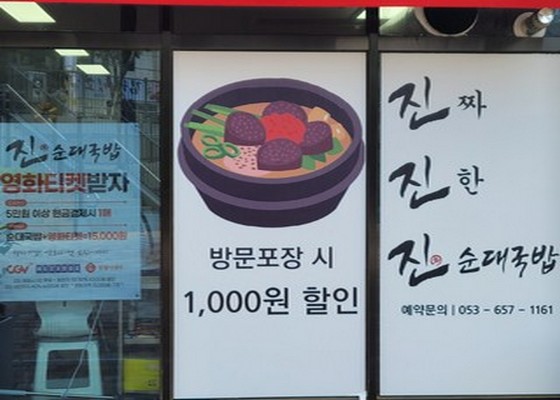 진 순대국밥
영화티켓받자
5만원 이상 현금결제시 1매
순대국밥+영화티켓=15,000원
CGV
방문포장 시
1,000원 할인
진짜
진한
진 순대국밥
예약문의 | 053 - 657 - 1161